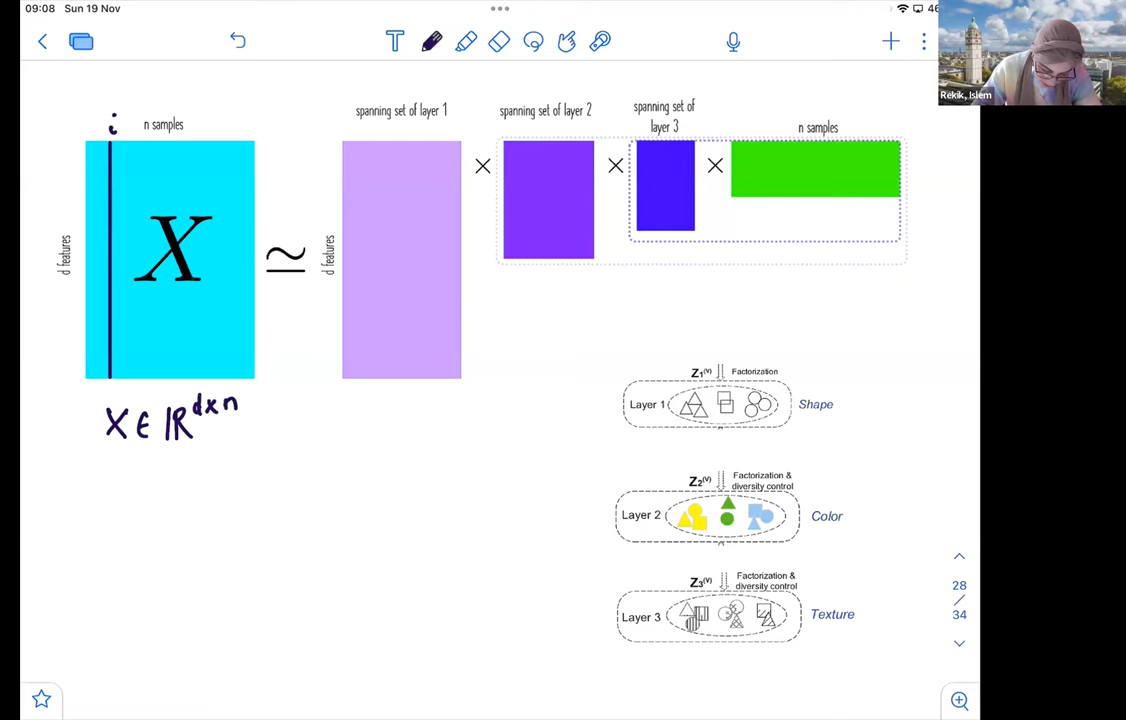 09:08 Sun 19 Nov
46
Rekik, Islem
i
n samples
spanning set of layer 1
spanning set of layer 2
spanning set of
layer 3
n samples
d features
X
≃
d features
×
×
×
X ∈ ℝᵈˣⁿ
Z₁⁽ⱽ⁾
Factorization
Layer 1
Shape
Z₂⁽ⱽ⁾
Factorization &
diversity control
Layer 2
Color
Z₃⁽ⱽ⁾
Factorization &
diversity control
Layer 3
Texture
28
/
34